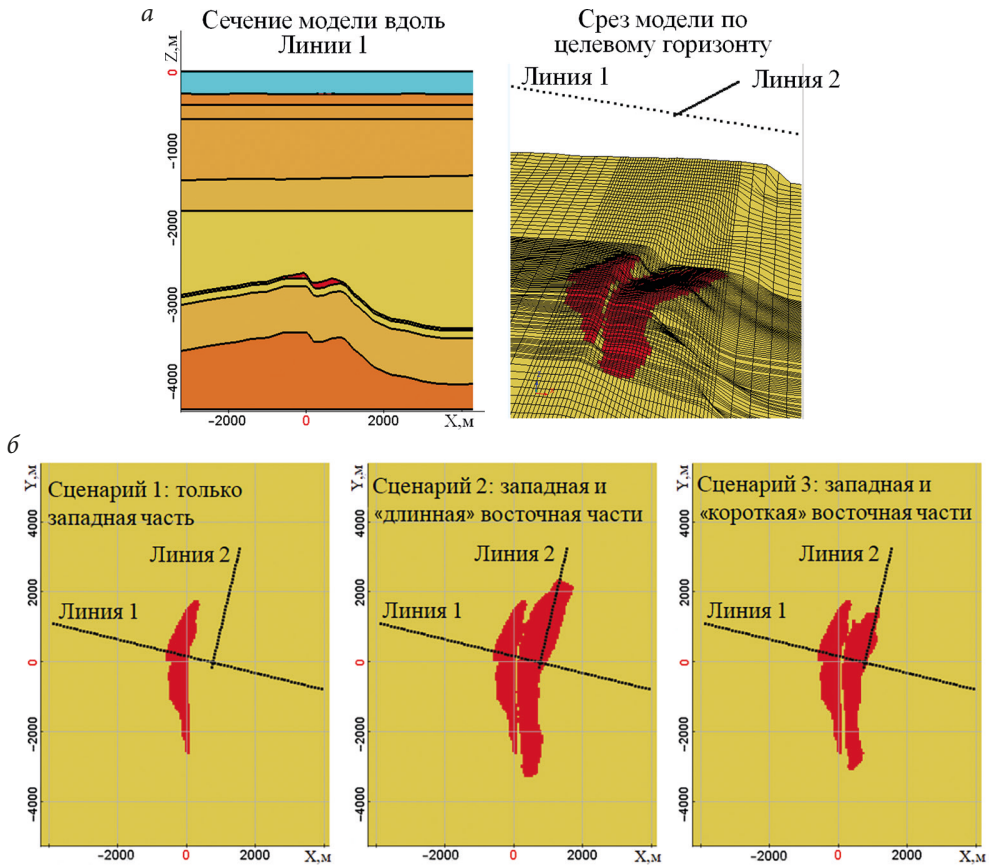 а
Сечение модели вдоль
Линии 1
Срез модели по
целевому горизонту
Z,м
0
-1000
-2000
-3000
-4000
-2000
0
2000
X,м
Линия 1
Линия 2
б
Y,м
4000
2000
0
-2000
-4000
Сценарий 1: только
западная часть
Линия 2
Линия 1
-2000
0
2000
X,м
Y,м
4000
2000
0
-2000
-4000
Сценарий 2: западная и
«длинная» восточная части
Линия 2
Линия 1
-2000
0
2000
X,м
Y,м
4000
2000
0
-2000
-4000
Сценарий 3: западная и
«короткая» восточная части
Линия 2
Линия 1
-2000
0
2000
X,м